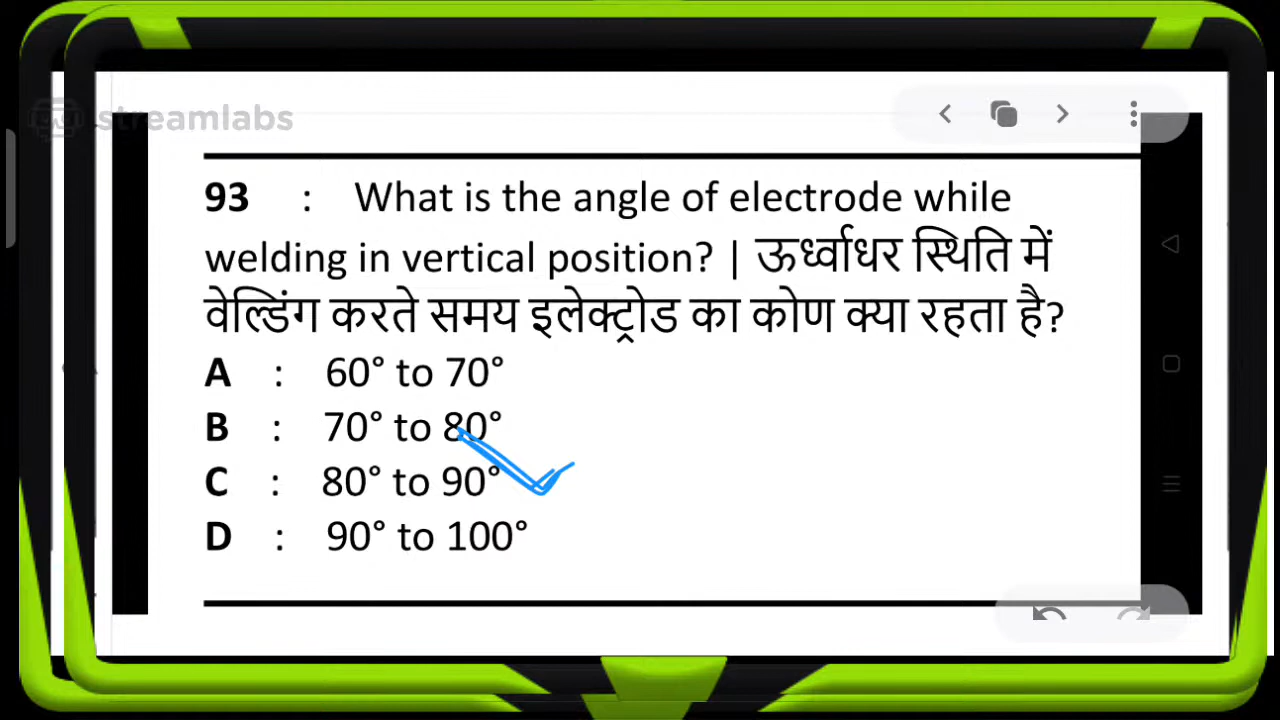 streamlabs
93 : What is the angle of electrode while
welding in vertical position? | ऊर्ध्वाधर स्थिति में
वेल्डिंग करते समय इलेक्ट्रोड का कोण क्या रहता है?
A : 60° to 70°
B : 70° to 80°
C : 80° to 90°
D : 90° to 100°